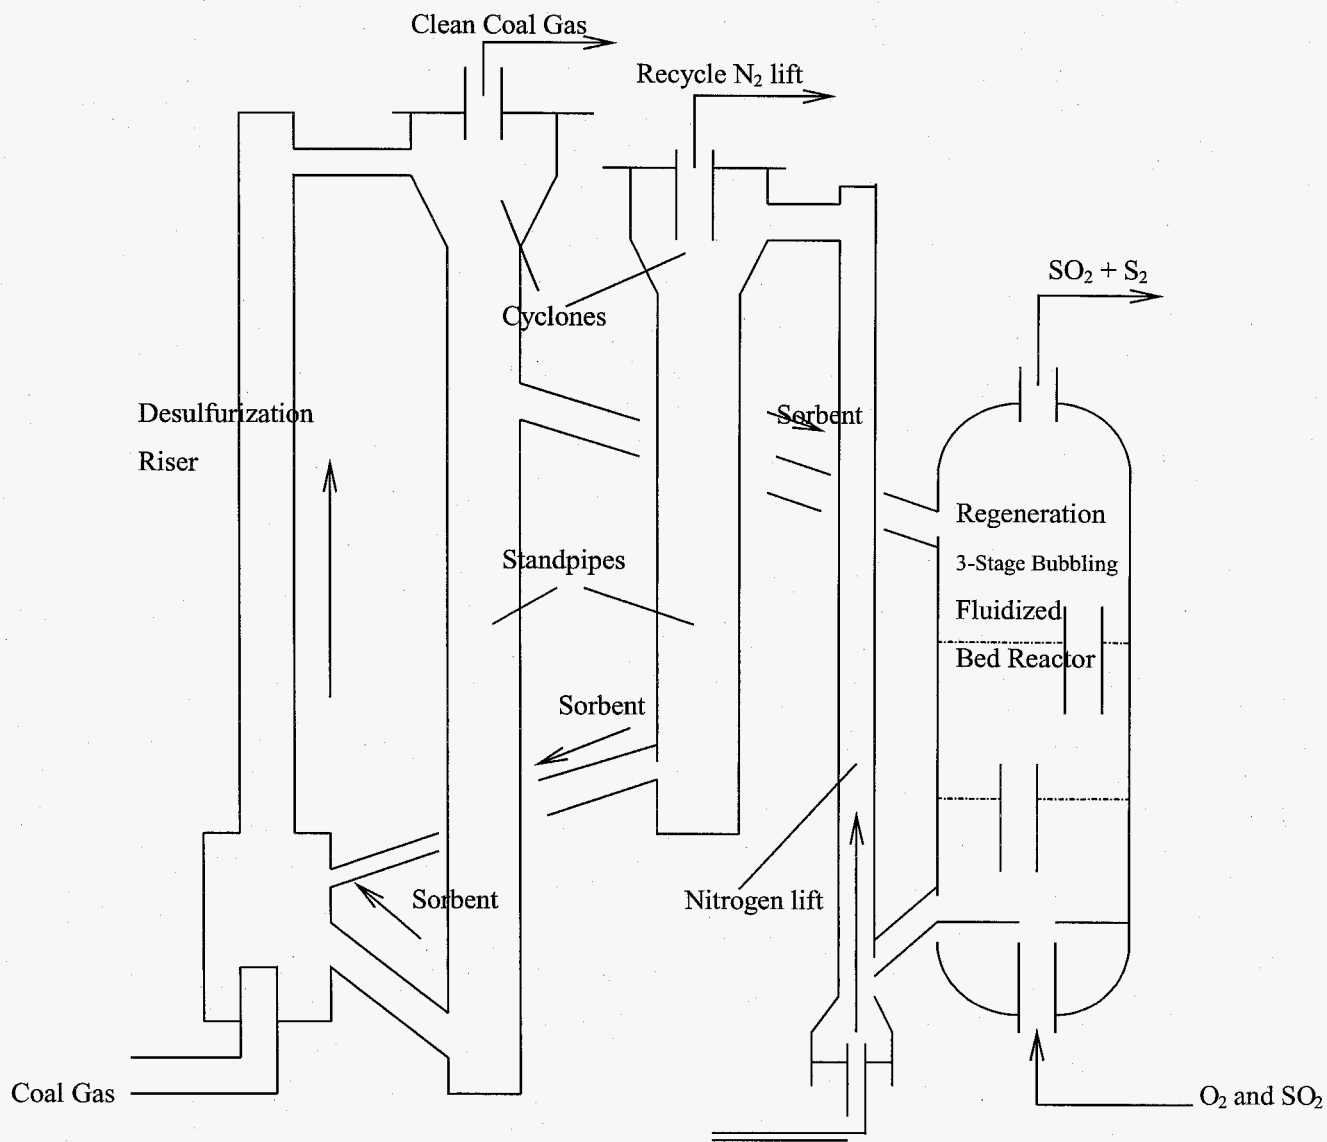 Clean Coal Gas
Recycle N₂ lift
SO₂ + S₂
Cyclones
Desulfurization
Riser
Sorbent
Regeneration
3-Stage Bubbling
Fluidized
Bed Reactor
Standpipes
Sorbent
Sorbent
Nitrogen lift
Coal Gas
O₂ and SO₂